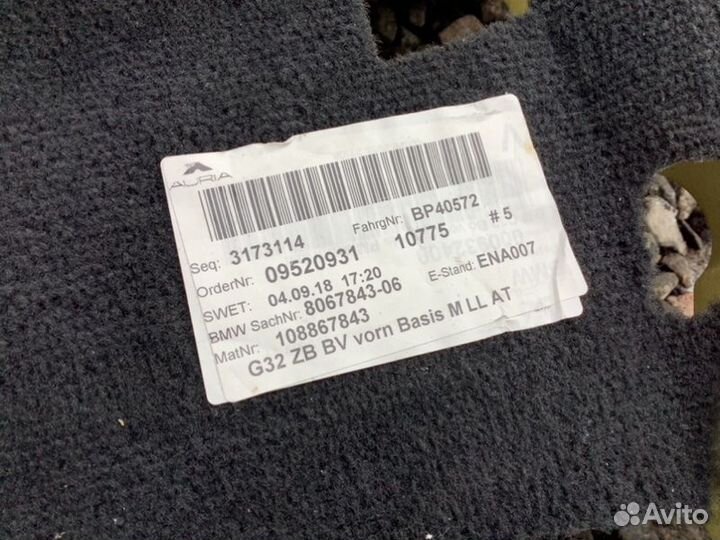 AURIA
Seq: 3173114 FahrgNr: BP40572
OrderNr: 09520931 10775 # 5
SWET: 04.09.18 17:20 E-Stand: ENA007
BMW SachNr: 8067843-06
MatNr: 108867843
G32 ZB BV vorn Basis M LL AT
Avito